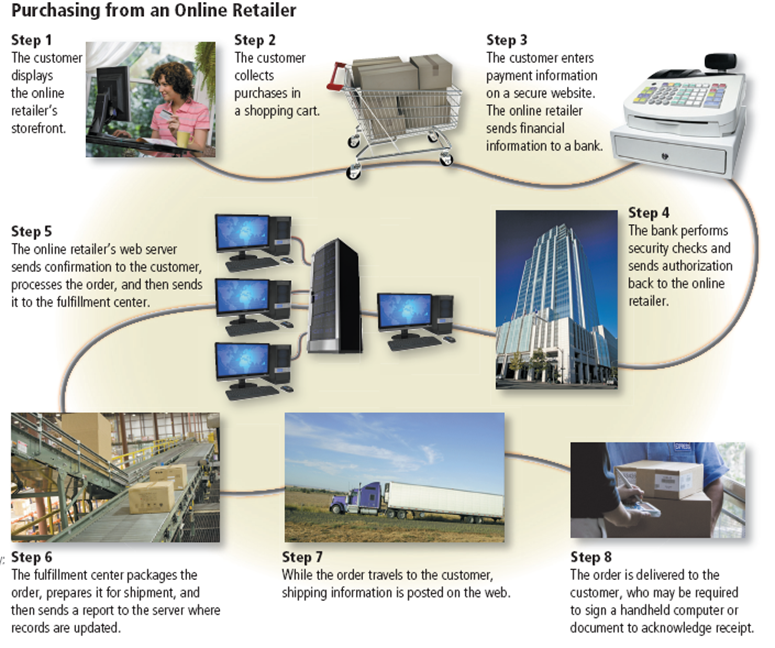 Purchasing from an Online Retailer
Step 1
The customer
displays
the online
retailer's
storefront.
Step 2
The customer
collects
purchases in
a shopping cart.
Step 3
The customer enters
payment information
on a secure website.
The online retailer
sends financial
information to a bank.
Step 4
The bank performs
security checks and
sends authorization
back to the online
retailer.
Step 5
The online retailer's web server
sends confirmation to the customer,
processes the order, and then sends
it to the fulfillment center.
Step 6
The fulfillment center packages the
order, prepares it for shipment, and
then sends a report to the server where
records are updated.
Step 7
While the order travels to the customer,
shipping information is posted on the web.
Step 8
The order is delivered to the
customer, who may be required
to sign a handheld computer or
document to acknowledge receipt.